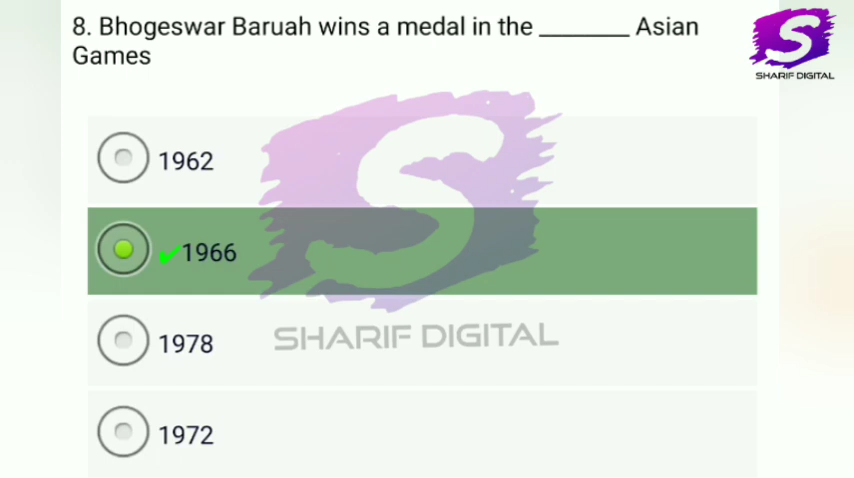 8. Bhogeswar Baruah wins a medal in the ________ Asian
Games
SHARIF DIGITAL
1962
✔1966
1978
SHARIF DIGITAL
1972